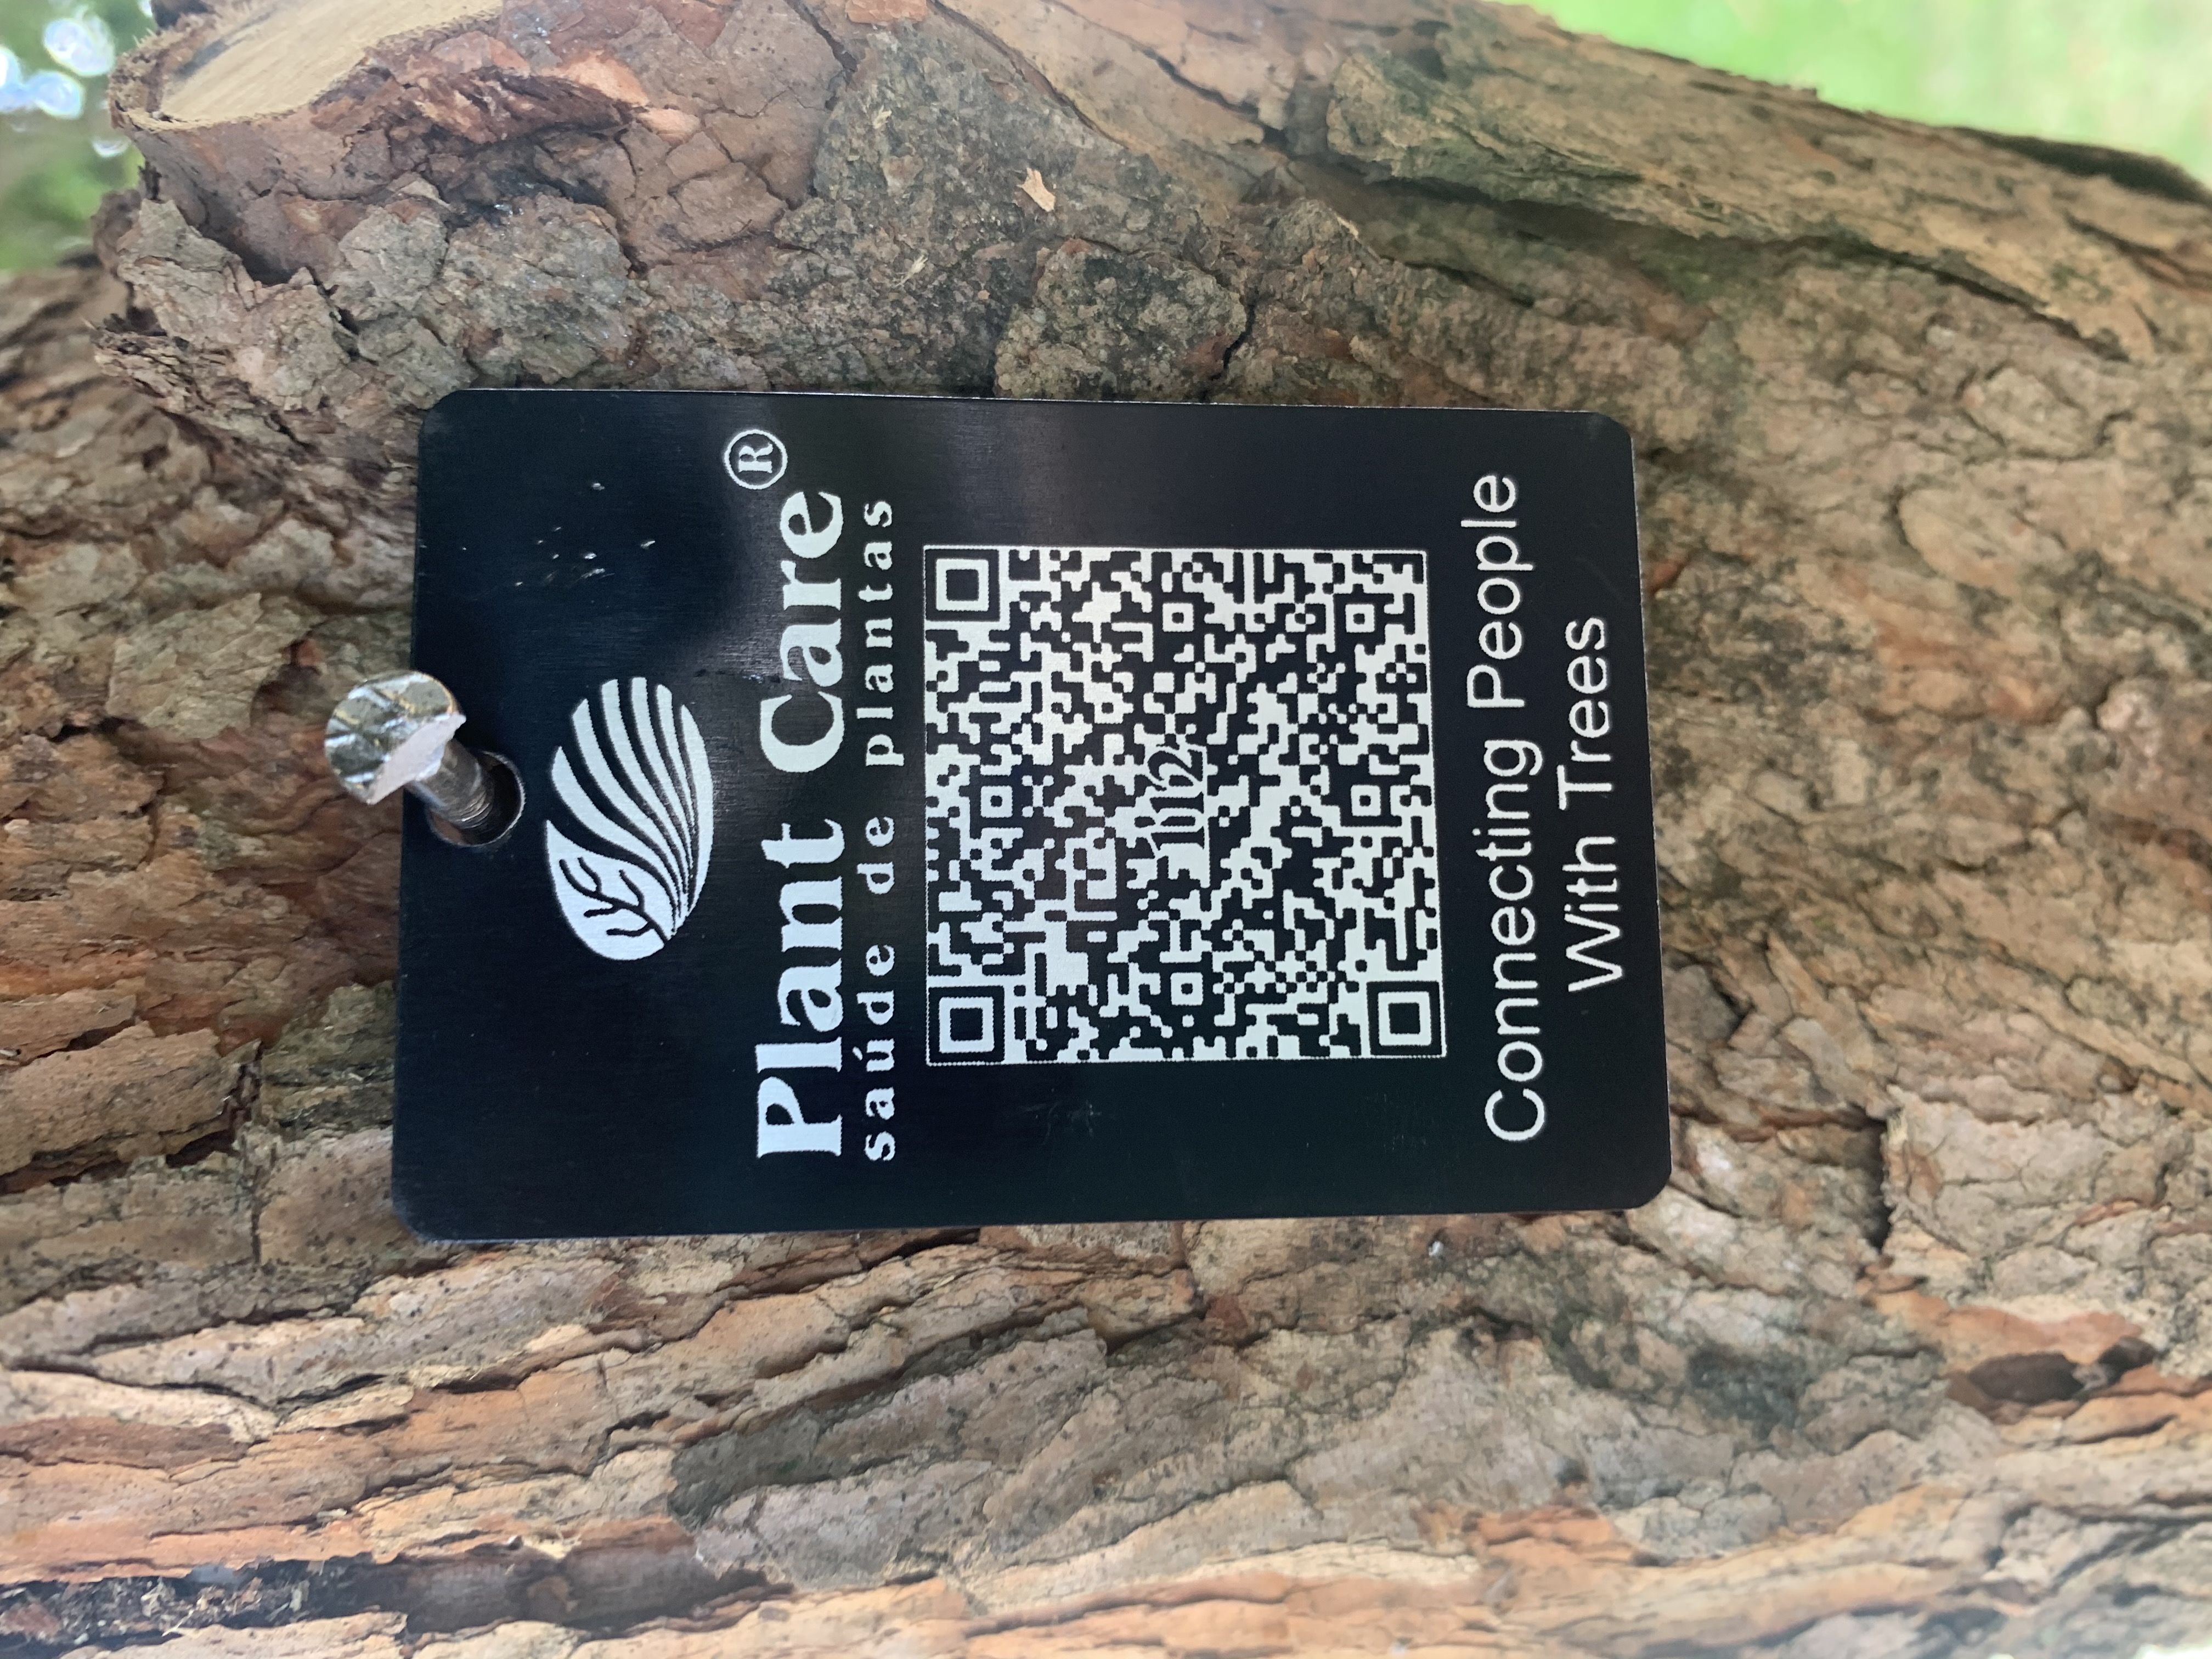 Plant Care®
saúde de plantas
Connecting People
With Trees